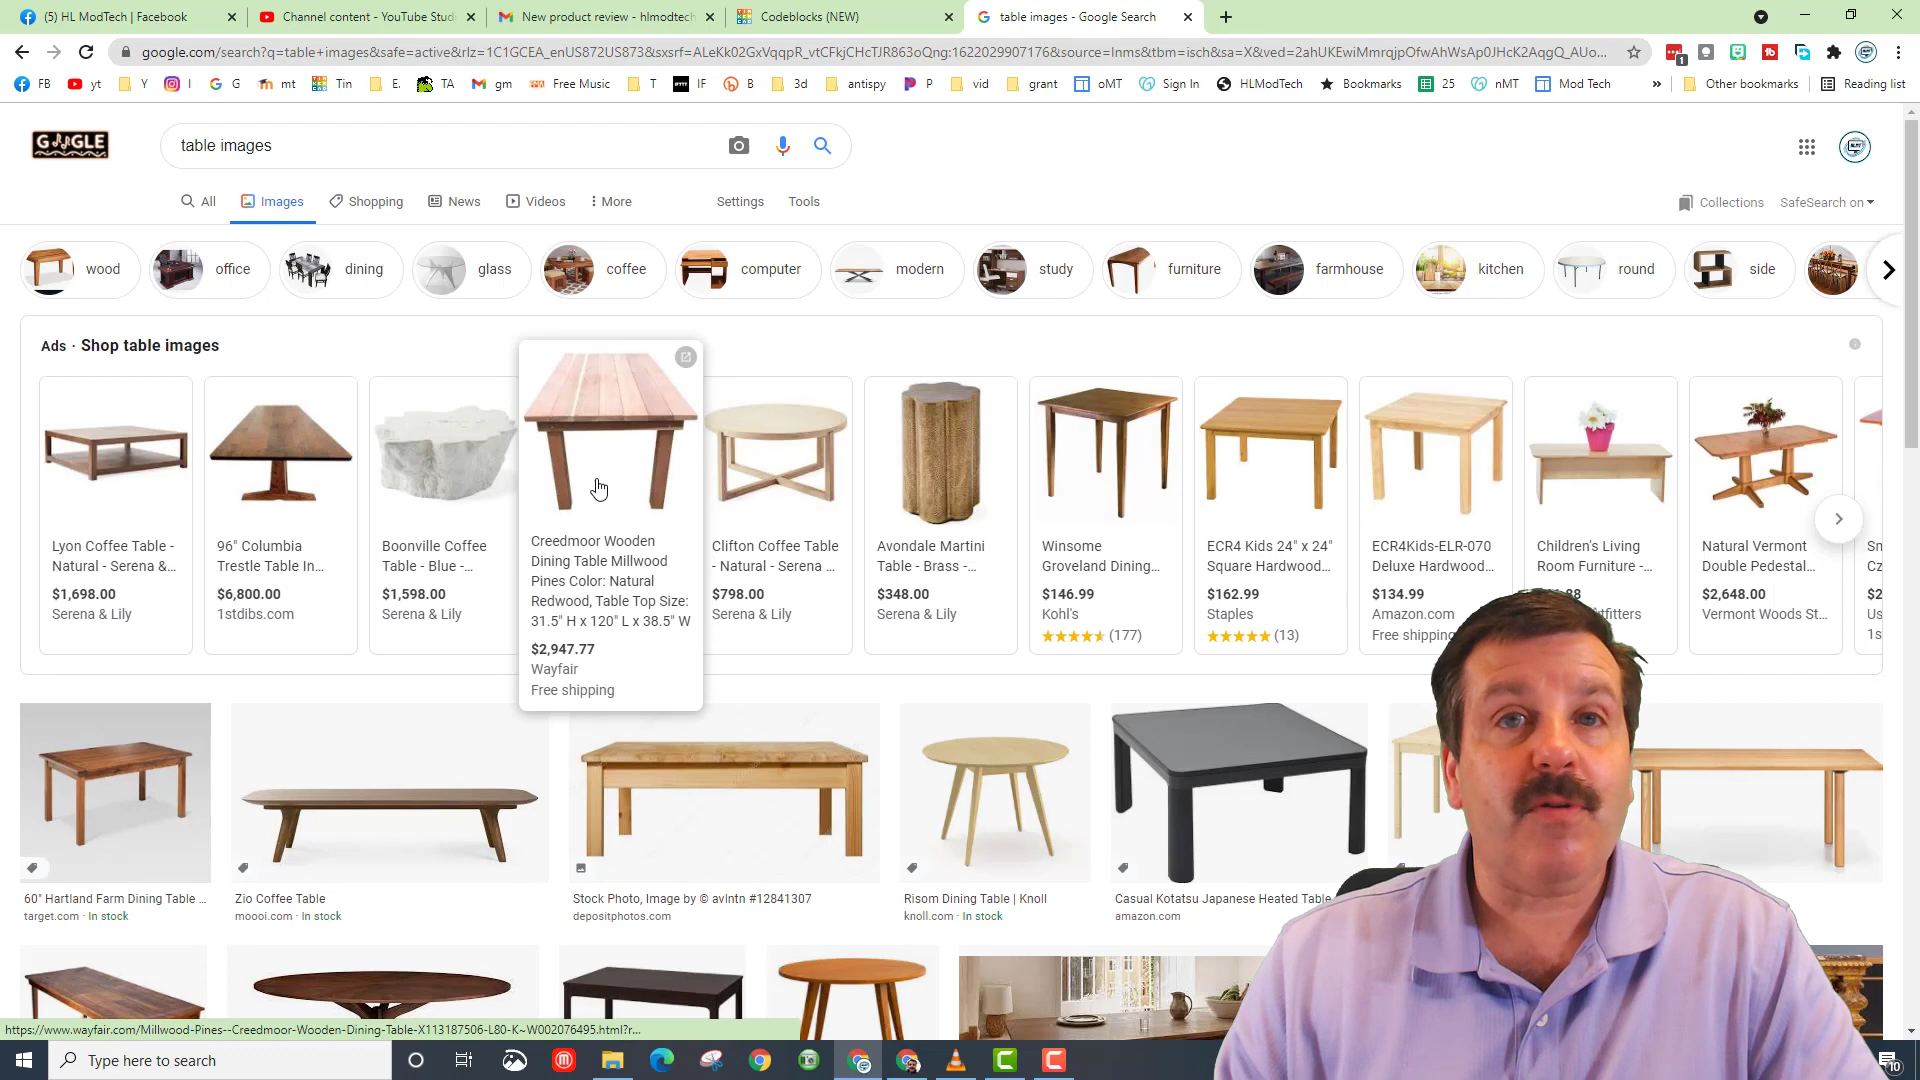 (5) HL ModTech | Facebook
Channel content - YouTube Stud
New product review - hlmodtech
Codeblocks (NEW)
table images - Google Search
google.com/search?q=table+images&safe=active&rlz=1C1GCEA_enUS872US873&sxsrf=ALeKk02GxVqqpR_vtCFkjCHcTJR863oQng:1622029907176&source=lnms&tbm=isch&sa=X&ved=2ahUKEwiMmrqjpOfwAhWsAp0JHcK2AqgQ_AUo...
1
FB
yt
Y
I
G
mt
Tin
E.
TA
gm
Free Music
T
IF
B
3d
antispy
P
vid
grant
oMT
Sign In
HLModTech
Bookmarks
25
nMT
Mod Tech
»
Other bookmarks
Reading list
GOOGLE
table images
All
Images
Shopping
News
Videos
More
Settings
Tools
Collections
SafeSearch on
wood
office
dining
glass
coffee
computer
modern
study
furniture
farmhouse
kitchen
round
side
Ads · Shop table images
Lyon Coffee Table -
Natural - Serena &...
$1,698.00
Serena & Lily
96" Columbia
Trestle Table In...
$6,800.00
1stdibs.com
Boonville Coffee
Table - Blue -...
$1,598.00
Serena & Lily
Creedmoor Wooden
Dining Table Millwood
Pines Color: Natural
Redwood, Table Top Size:
31.5" H x 120" L x 38.5" W
$2,947.77
Wayfair
Free shipping
Clifton Coffee Table
- Natural - Serena ...
$798.00
Serena & Lily
Avondale Martini
Table - Brass -...
$348.00
Serena & Lily
Winsome
Groveland Dining...
$146.99
Kohl's
(177)
ECR4 Kids 24" x 24"
Square Hardwood...
$162.99
Staples
(13)
ECR4Kids-ELR-070
Deluxe Hardwood...
$134.99
Amazon.com
Free shipping
Children's Living
Room Furniture -...
Natural Vermont
Double Pedestal...
$2,648.00
Vermont Woods St...
60" Hartland Farm Dining Table ...
target.com · In stock
Zio Coffee Table
moooi.com · In stock
Stock Photo, Image by © avlntn #12841307
depositphotos.com
Risom Dining Table | Knoll
knoll.com · In stock
Casual Kotatsu Japanese Heated Table
amazon.com
https://www.wayfair.com/Millwood-Pines--Creedmoor-Wooden-Dining-Table-X113187506-L80-K~W002076495.html?r...
Type here to search
10